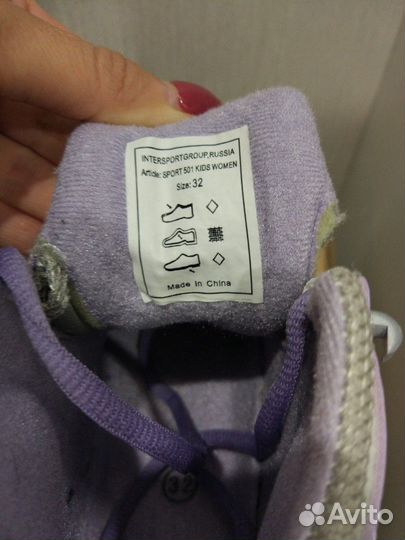 INTERSPORTGROUP,RUSSIA
Article: SPORT 501 KIDS WOMEN
Size: 32
Made in China
32
Avito